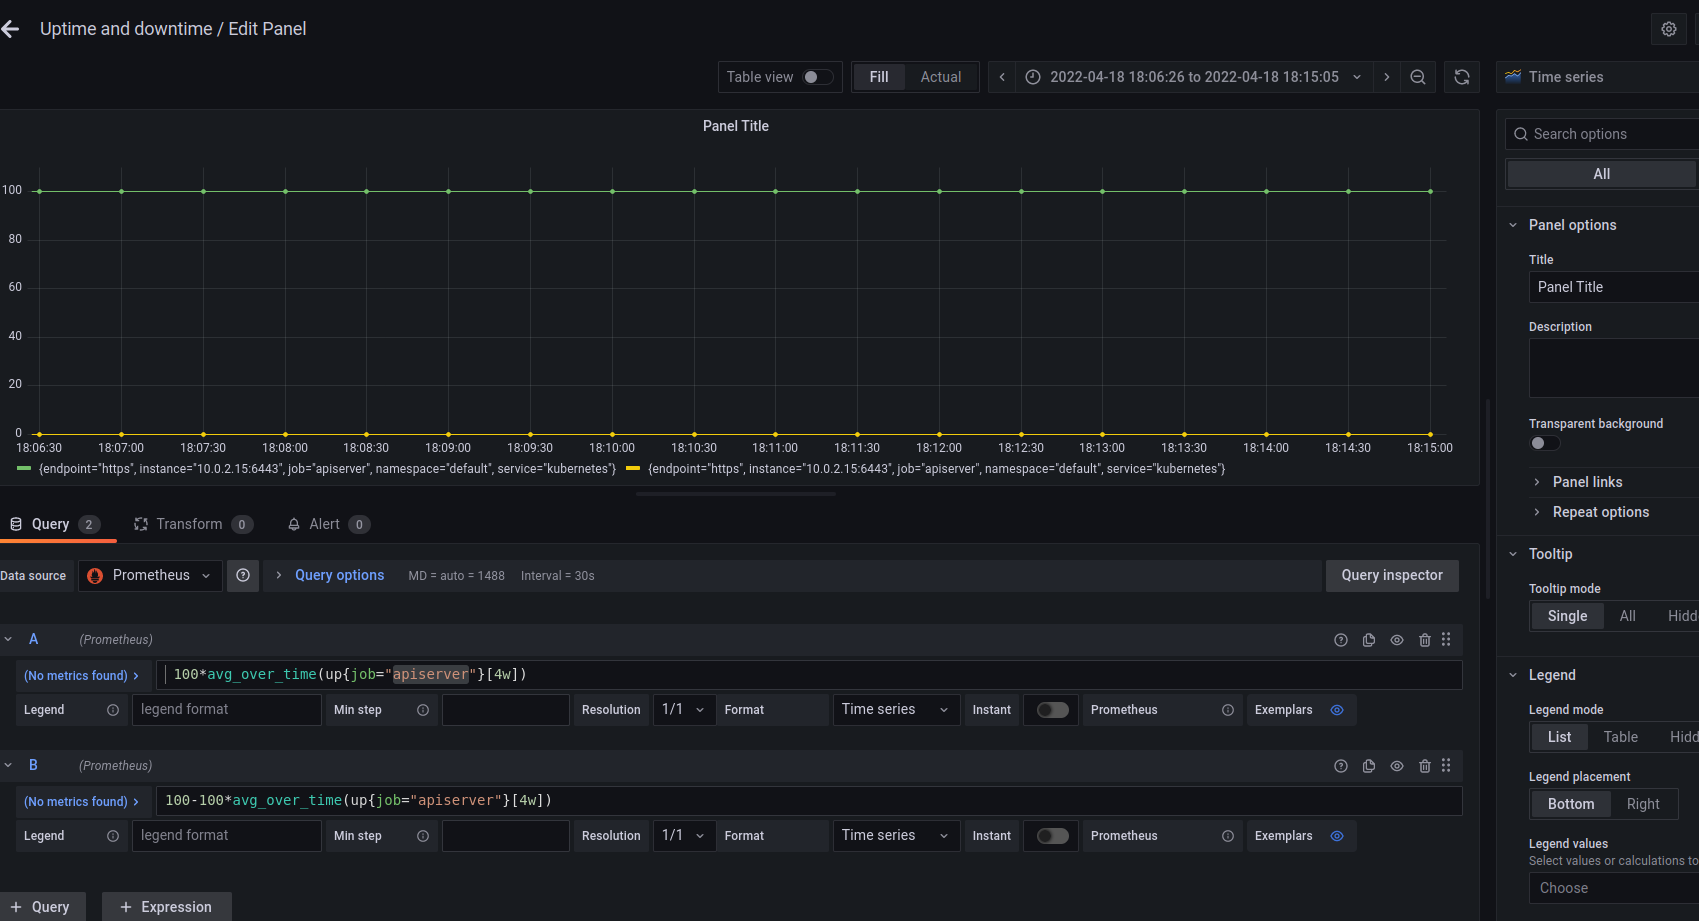 Uptime and downtime / Edit Panel
Table view Fill Actual 2022-04-18 18:06:26 to 2022-04-18 18:15:05 Time series
Panel Title
Search options
All
100
80
60
40
20
0
18:06:30 18:07:00 18:07:30 18:08:00 18:08:30 18:09:00 18:09:30 18:10:00 18:10:30 18:11:00 18:11:30 18:12:00 18:12:30 18:13:00 18:13:30 18:14:00 18:14:30 18:15:00
{endpoint="https", instance="10.0.2.15:6443", job="apiserver", namespace="default", service="kubernetes"} {endpoint="https", instance="10.0.2.15:6443", job="apiserver", namespace="default", service="kubernetes"}
Query 2 Transform 0 Alert 0
Data source Prometheus Query options MD = auto = 1488 Interval = 30s Query inspector
A (Prometheus)
(No metrics found) 100*avg_over_time(up{job="apiserver"}[4w])
Legend legend format Min step Resolution 1/1 Format Time series Instant Prometheus Exemplars
B (Prometheus)
(No metrics found) 100-100*avg_over_time(up{job="apiserver"}[4w])
Legend legend format Min step Resolution 1/1 Format Time series Instant Prometheus Exemplars
+ Query + Expression
Panel options
Title
Panel Title
Description
Transparent background
Panel links
Repeat options
Tooltip
Tooltip mode
Single All Hidd
Legend
Legend mode
List Table Hidd
Legend placement
Bottom Right
Legend values
Select values or calculations to
Choose